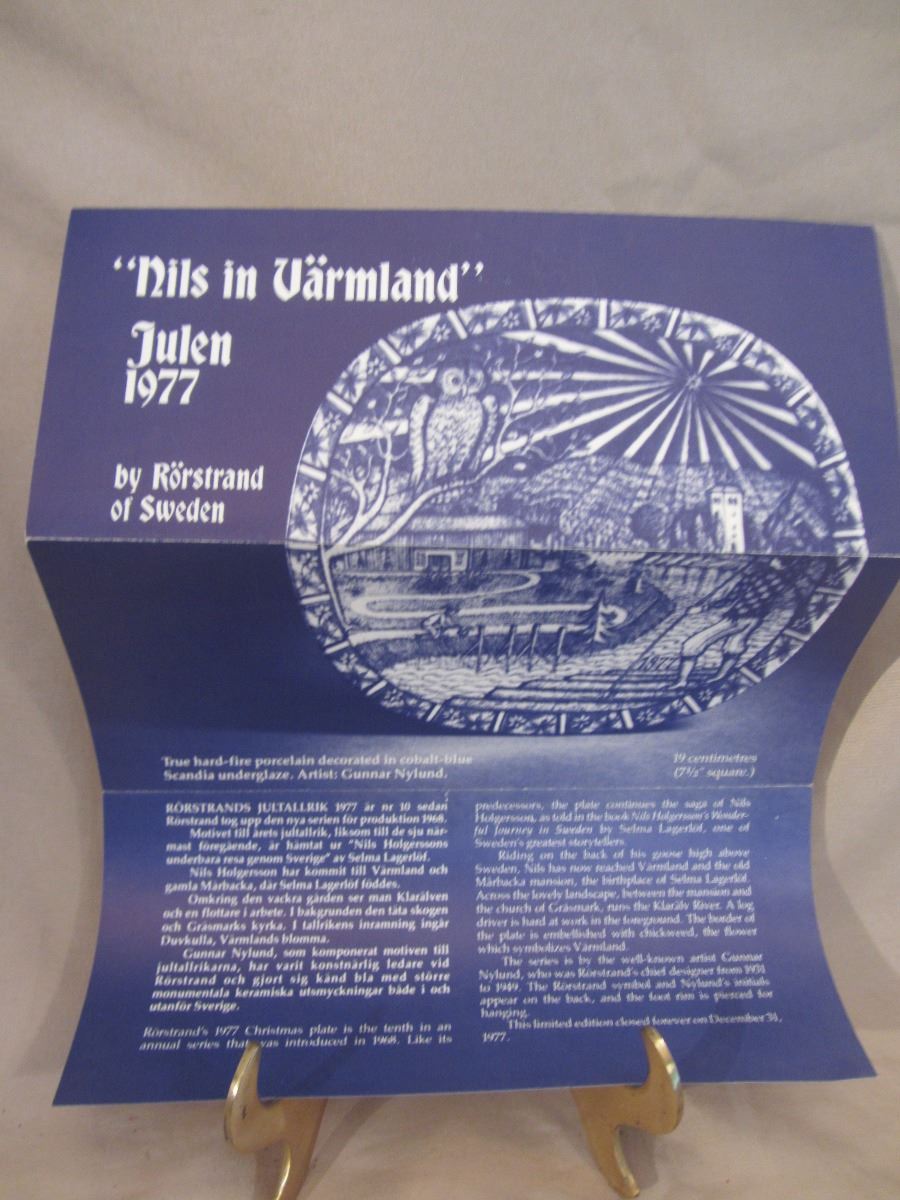 “Nils in Värmland”
Julen
1977
by Rörstrand
of Sweden
1977
True hard-fire porcelain decorated in cobalt-blue
Scandia underglaze. Artist: Gunnar Nylund.
19 centimetres
(7½" square.)
RÖRSTRANDS JULTALLRIK 1977 är nr 10 sedan
Rörstrand tog upp den nya serien för produktion 1968.
Motivet till årets jultallrik, liksom till de sju när-
mast föregående, är hämtat ur "Nils Holgerssons
underbara resa genom Sverige" av Selma Lagerlöf.
Nils Holgersson har kommit till Värmland och
gamla Mårbacka, där Selma Lagerlöf föddes.
Omkring den vackra gården ser man Klarälven
och en flottare i arbete. I bakgrunden den täta skogen
och Gräsmarks kyrka. I tallrikens inramning ingår
Duvkulla, Värmlands blomma.
Gunnar Nylund, som komponerat motiven till
jultallrikarna, har varit konstnärlig ledare vid
Rörstrand och gjort sig känd bla med större
monumentala keramiska utsmyckningar både i och
utanför Sverige.
Rörstrand's 1977 Christmas plate is the tenth in an
annual series that was introduced in 1968. Like its
predecessors, the plate continues the saga of Nils
Holgersson, as told in the book Nils Holgersson's Wonder-
ful Journey in Sweden by Selma Lagerlöf, one of
Sweden's greatest storytellers.
Riding on the back of his goose high above
Sweden, Nils has now reached Värmland and the old
Mårbacka mansion, the birthplace of Selma Lagerlöf.
Across the lovely landscape, between the mansion and
the church of Gräsmark, runs the Klarälv River. A log
driver is hard at work in the foreground. The border of
the plate is embellished with chickweed, the flower
which symbolizes Värmland.
The series is by the well-known artist Gunnar
Nylund, who was Rörstrand's chief designer from 1931
to 1949. The Rörstrand symbol and Nylund's initials
appear on the back, and the foot rim is pierced for
hanging.
This limited edition closed forever on December 31,
1977.